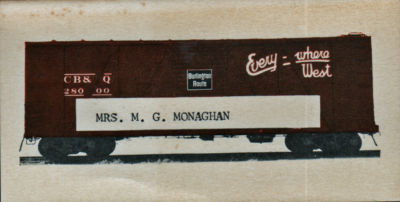 CB& Q
280 00
Burlington
Route
Every = where
West
MRS. M. G. MONAGHAN